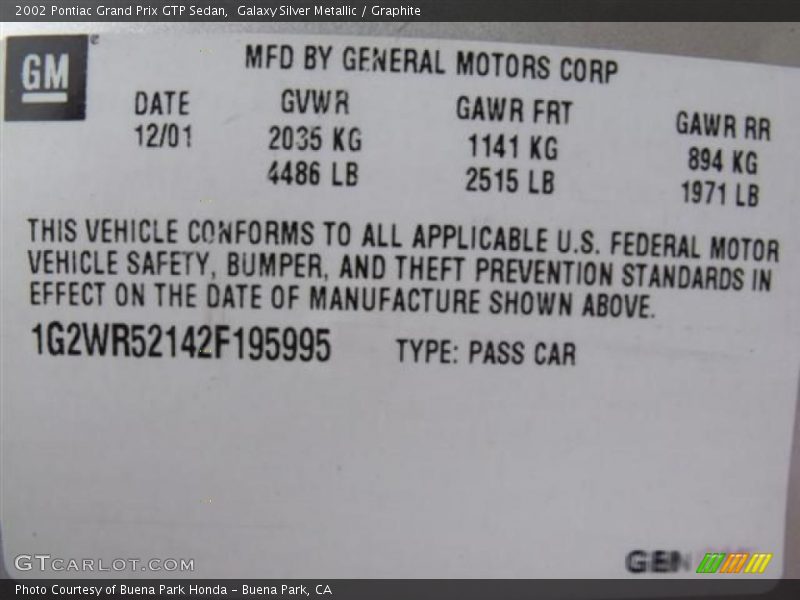 2002 Pontiac Grand Prix GTP Sedan, Galaxy Silver Metallic / Graphite
GM
MFD BY GENERAL MOTORS CORP
DATE GVWR GAWR FRT GAWR RR
12/01 2035 KG 1141 KG 894 KG
4486 LB 2515 LB 1971 LB
THIS VEHICLE CONFORMS TO ALL APPLICABLE U.S. FEDERAL MOTOR
VEHICLE SAFETY, BUMPER, AND THEFT PREVENTION STANDARDS IN
EFFECT ON THE DATE OF MANUFACTURE SHOWN ABOVE.
1G2WR52142F195995 TYPE: PASS CAR
GTCARLOT.COM
Photo Courtesy of Buena Park Honda - Buena Park, CA